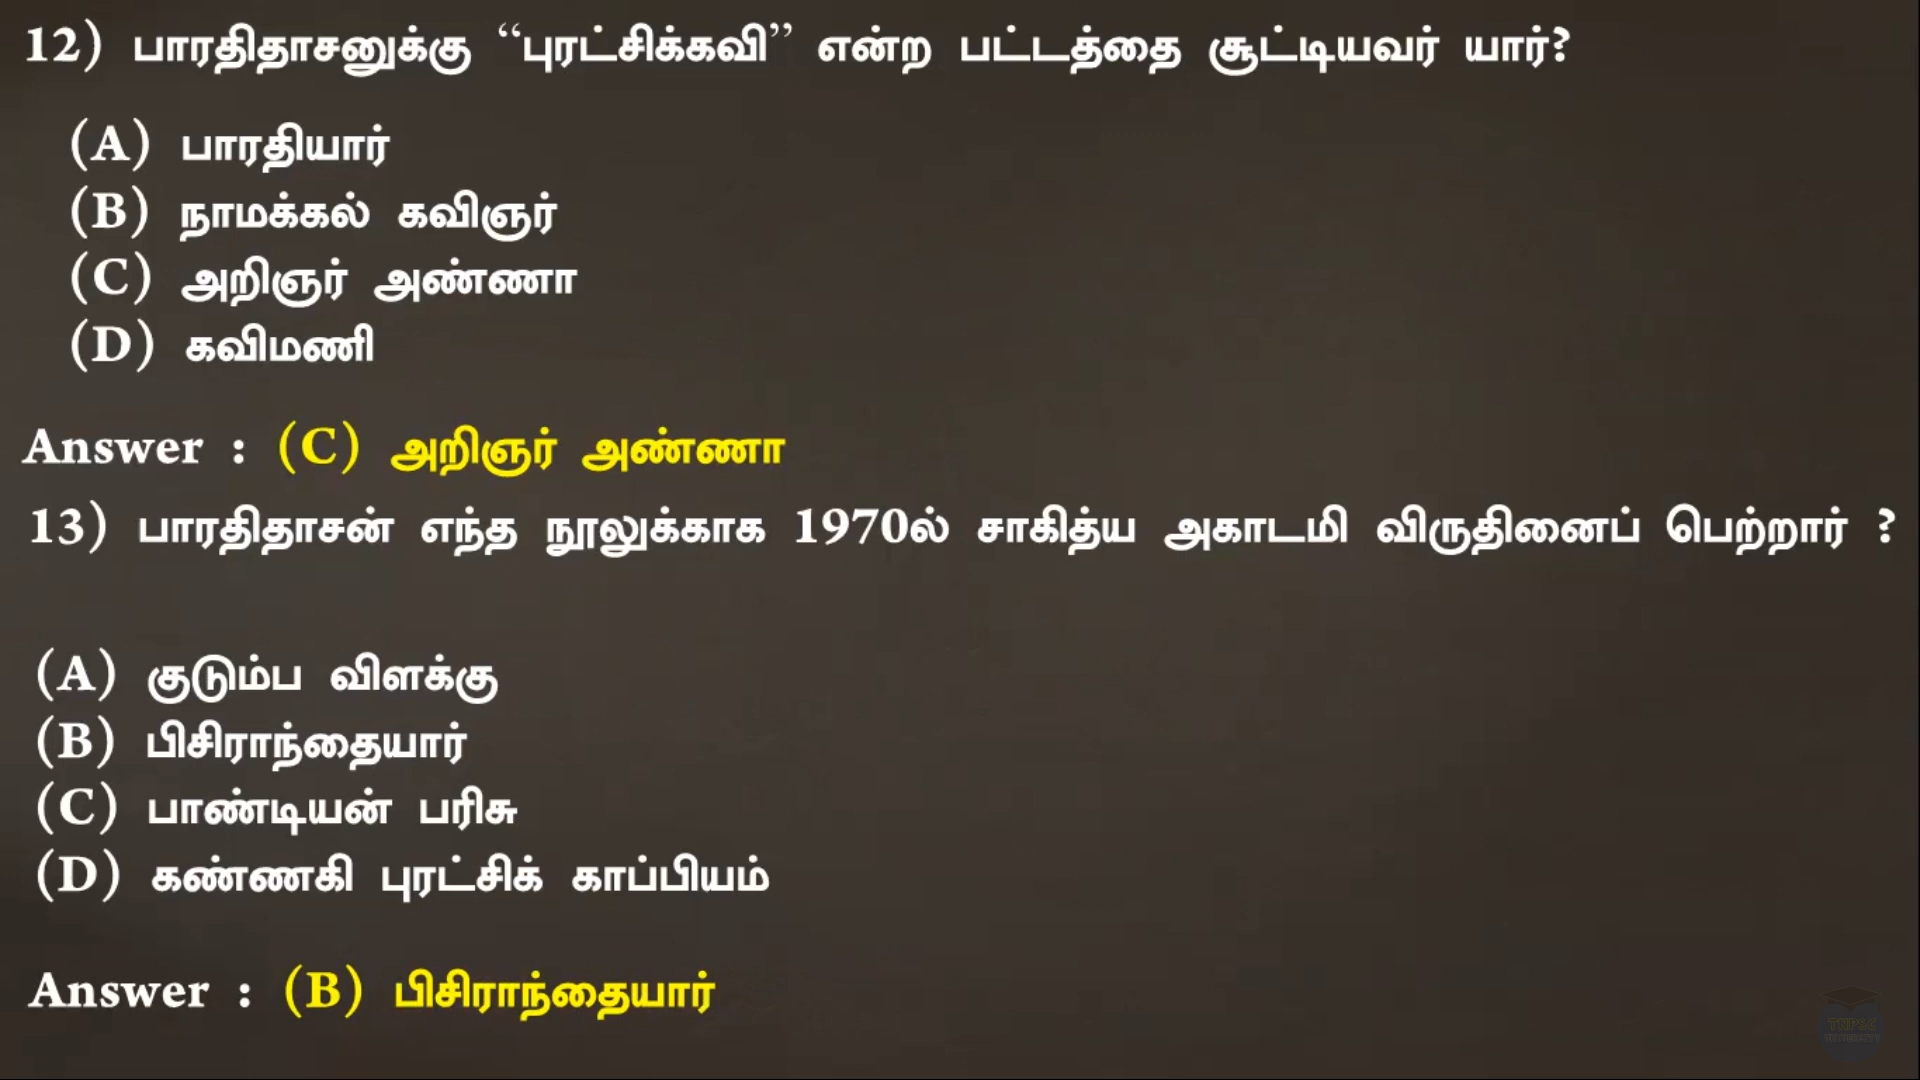 12) பாரதிதாசனுக்கு “புரட்சிக்கவி” என்ற பட்டத்தை சூட்டியவர் யார்?
(A) பாரதியார்
(B) நாமக்கல் கவிஞர்
(C) அறிஞர் அண்ணா
(D) கவிமணி
Answer : (C) அறிஞர் அண்ணா
13) பாரதிதாசன் எந்த நூலுக்காக 1970ல் சாகித்ய அகாடமி விருதினைப் பெற்றார் ?
(A) குடும்ப விளக்கு
(B) பிசிராந்தையார்
(C) பாண்டியன் பரிசு
(D) கண்ணகி புரட்சிக் காப்பியம்
Answer : (B) பிசிராந்தையார்
TNPSC